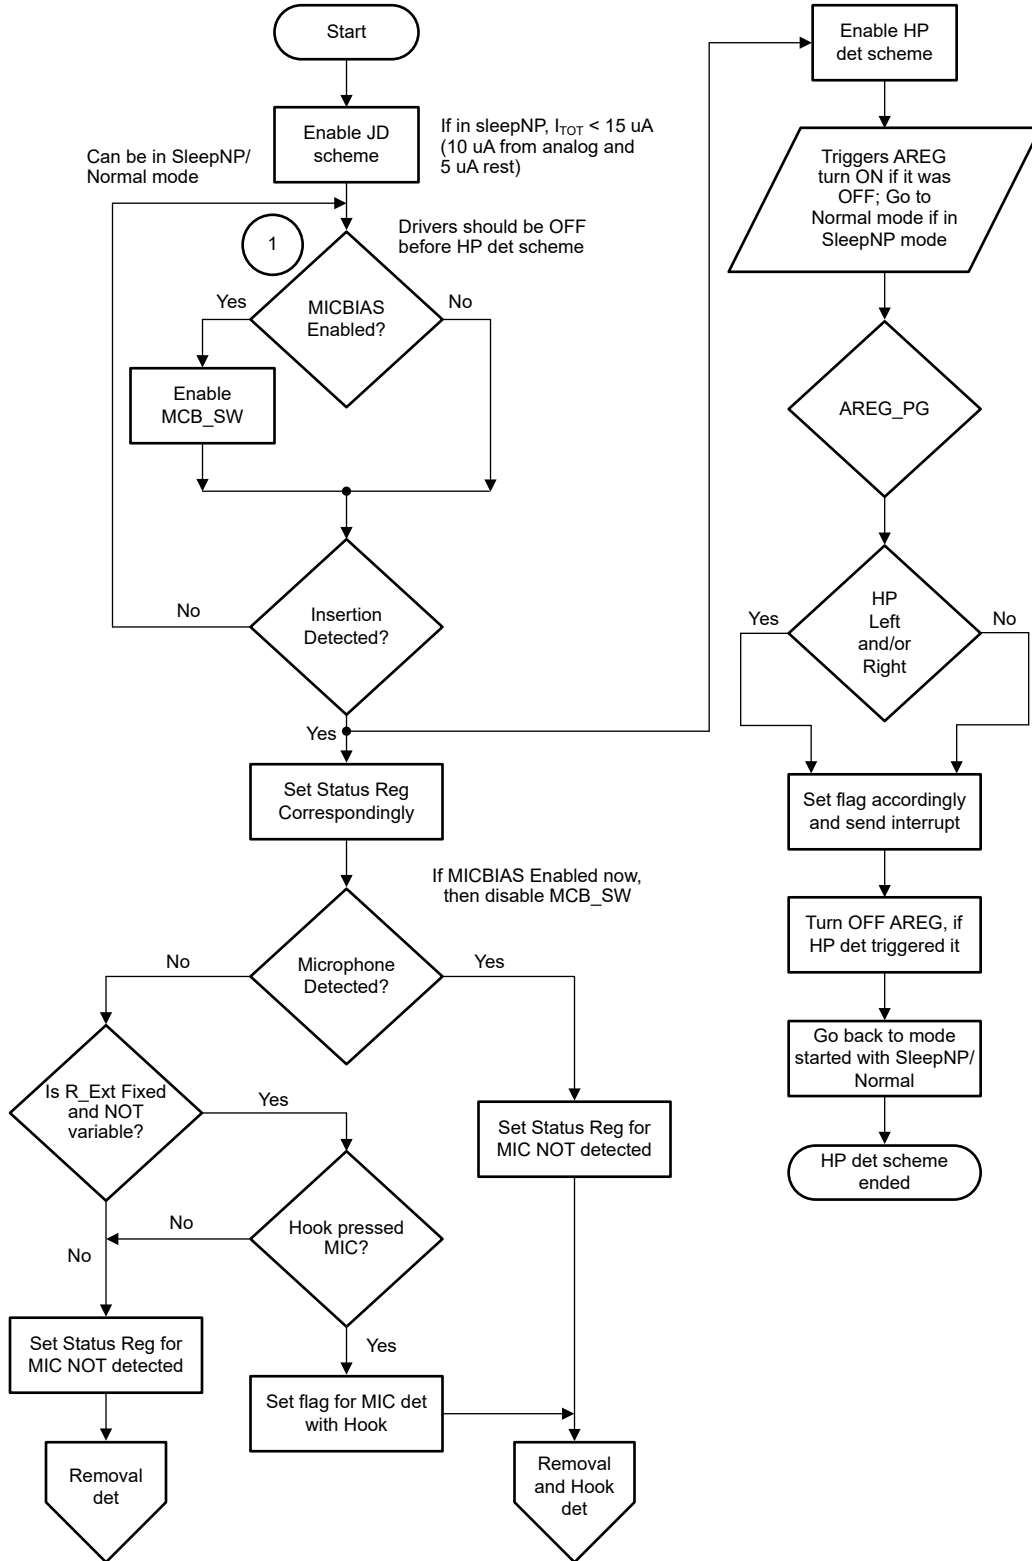 Start
Enable JD
scheme
If in sleepNP, I_TOT < 15 uA
(10 uA from analog and
5 uA rest)
Can be in SleepNP/
Normal mode
1
Drivers should be OFF
before HP det scheme
MICBIAS
Enabled?
Yes
No
Enable
MCB_SW
Insertion
Detected?
No
Yes
Set Status Reg
Correspondingly
If MICBIAS Enabled now,
then disable MCB_SW
Microphone
Detected?
No
Yes
Is R_Ext Fixed
and NOT
variable?
Yes
No
Set Status Reg for
MIC NOT detected
Hook pressed
MIC?
No
Yes
Set Status Reg for
MIC NOT detected
Set flag for MIC det
with Hook
Removal
det
Removal
and Hook
det
Enable HP
det scheme
Triggers AREG
turn ON if it was
OFF; Go to
Normal mode if in
SleepNP mode
AREG_PG
HP
Left
and/or
Right
Yes
No
Set flag accordingly
and send interrupt
Turn OFF AREG, if
HP det triggered it
Go back to mode
started with SleepNP/
Normal
HP det scheme
ended